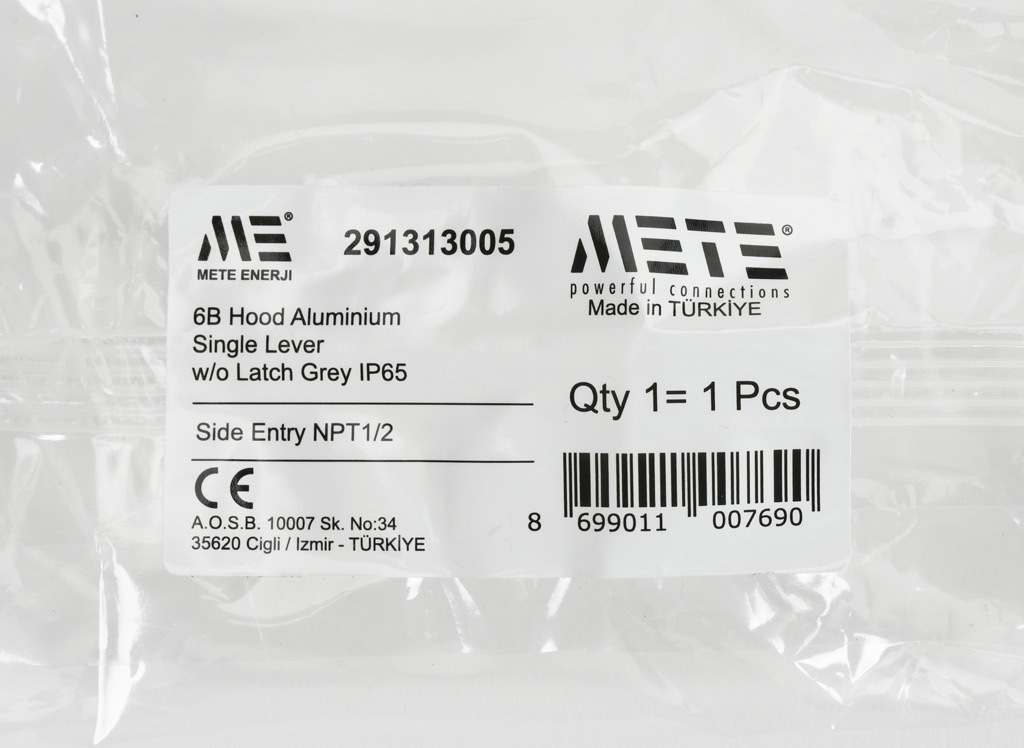 ME®
METE ENERJI
291313005
METE®
powerful connections
Made in TÜRKİYE
6B Hood Aluminium
Single Lever
w/o Latch Grey IP65
Qty 1= 1 Pcs
Side Entry NPT1/2
CE
A.O.S.B. 10007 Sk. No:34
35620 Cigli / Izmir - TÜRKİYE
8 699011 007690